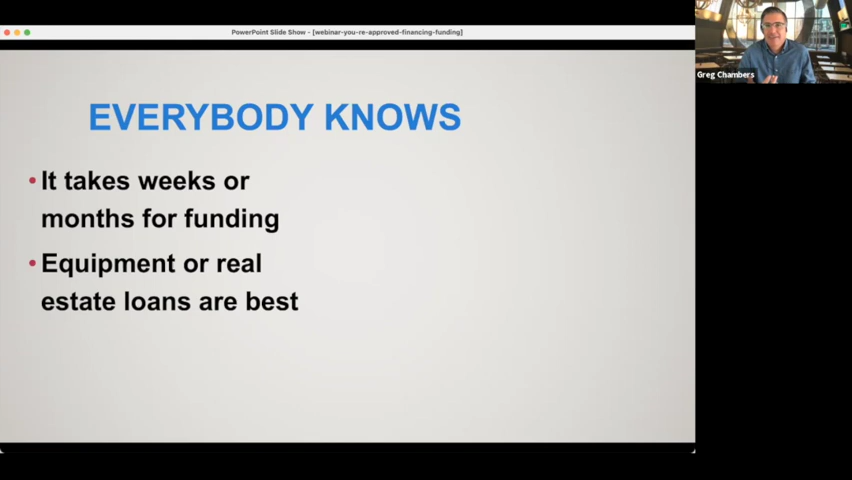 PowerPoint Slide Show - [webinar-you-re-approved-financing-funding]
Greg Chambers
EVERYBODY KNOWS
• It takes weeks or
months for funding
• Equipment or real
estate loans are best